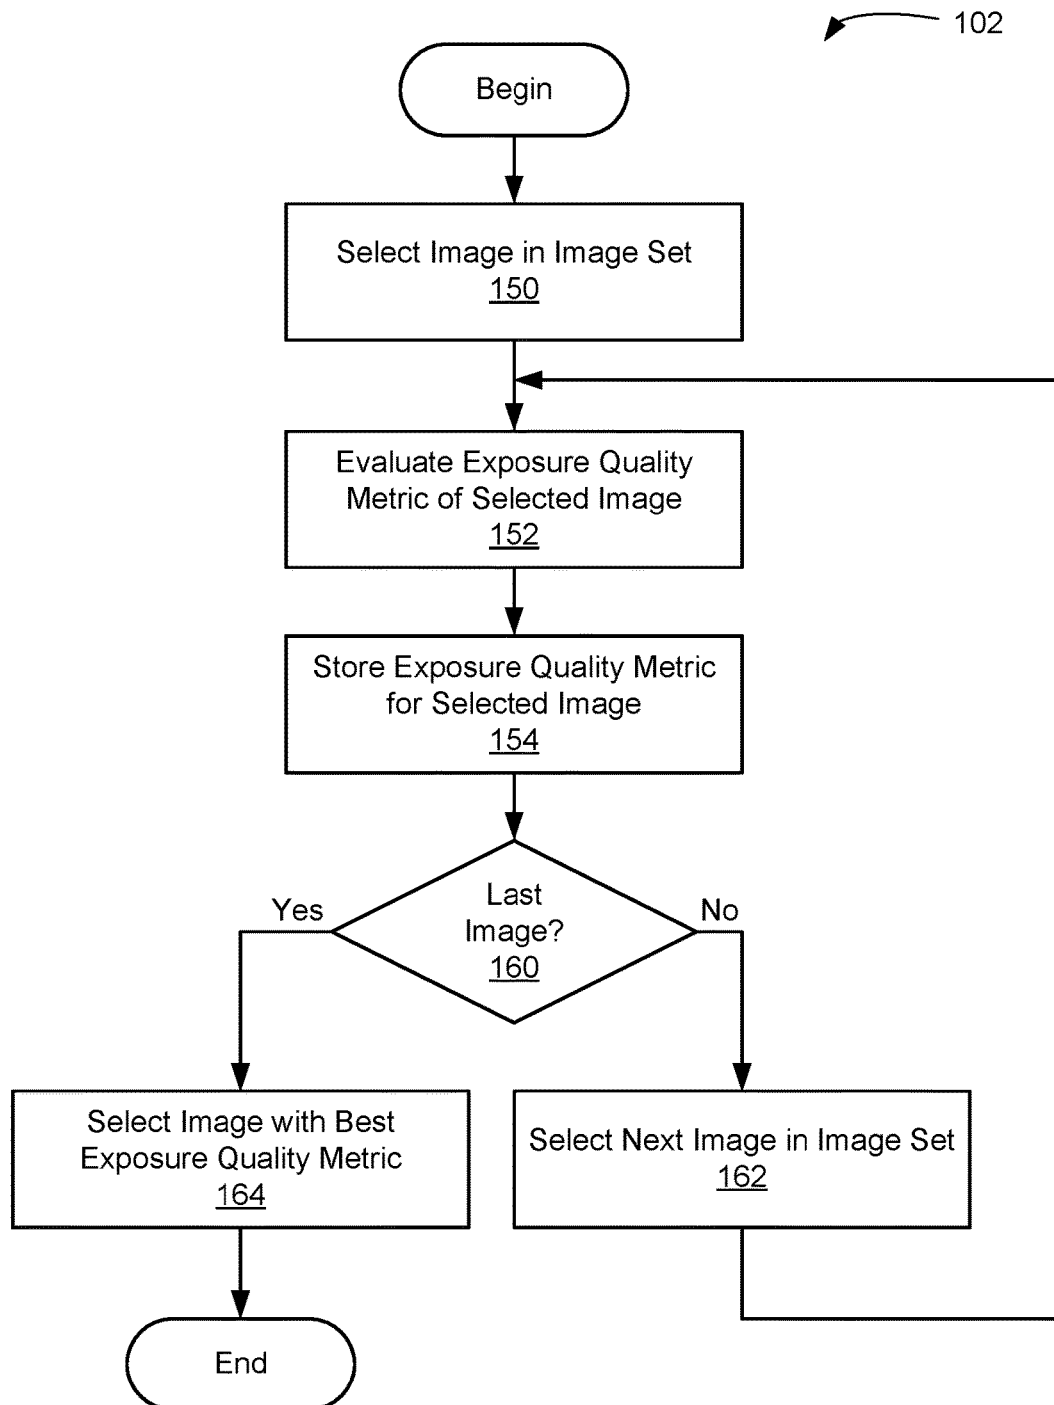 102
Begin
Select Image in Image Set
150
Evaluate Exposure Quality
Metric of Selected Image
152
Store Exposure Quality Metric
for Selected Image
154
Last
Image?
160
Yes
No
Select Image with Best
Exposure Quality Metric
164
Select Next Image in Image Set
162
End